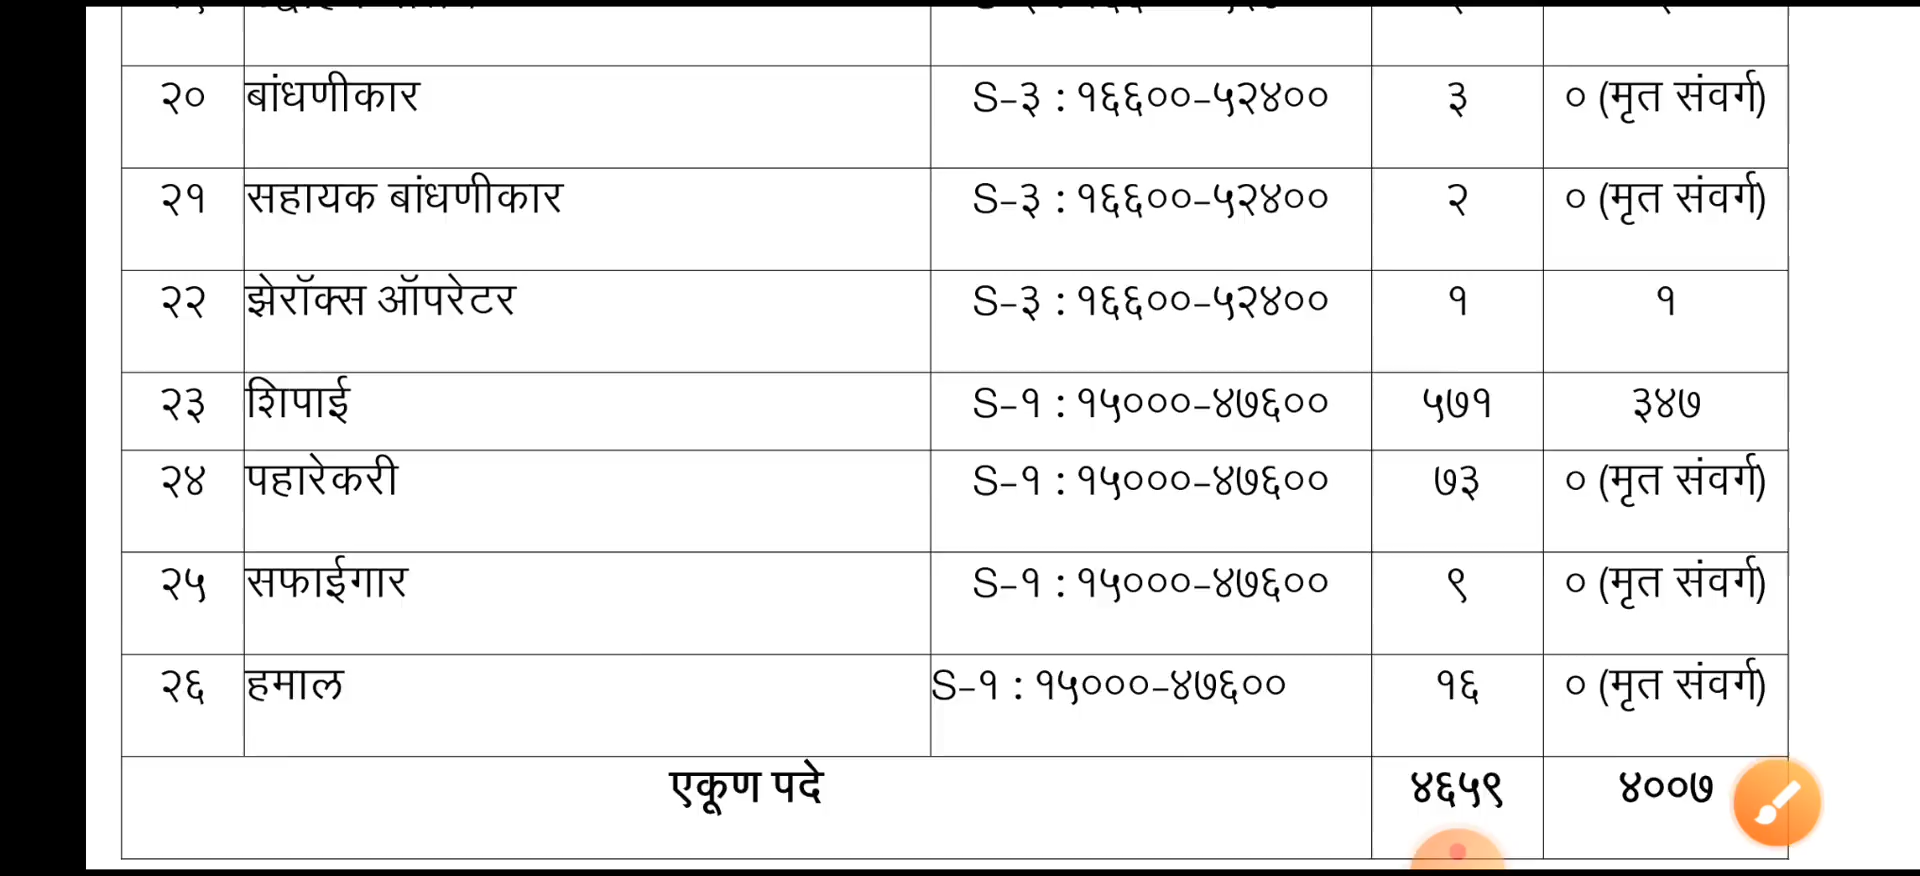 २० बांधणीकार S-३ : १६६००-५२४०० ३ ० (मृत संवर्ग)
२१ सहायक बांधणीकार S-३ : १६६००-५२४०० २ ० (मृत संवर्ग)
२२ झेरॉक्स ऑपरेटर S-३ : १६६००-५२४०० १ १
२३ शिपाई S-१ : १५०००-४७६०० ५७१ ३४७
२४ पहारेकरी S-१ : १५०००-४७६०० ७३ ० (मृत संवर्ग)
२५ सफाईगार S-१ : १५०००-४७६०० ९ ० (मृत संवर्ग)
२६ हमाल S-१ : १५०००-४७६०० १६ ० (मृत संवर्ग)
एकूण पदे ४६५९ ४००७